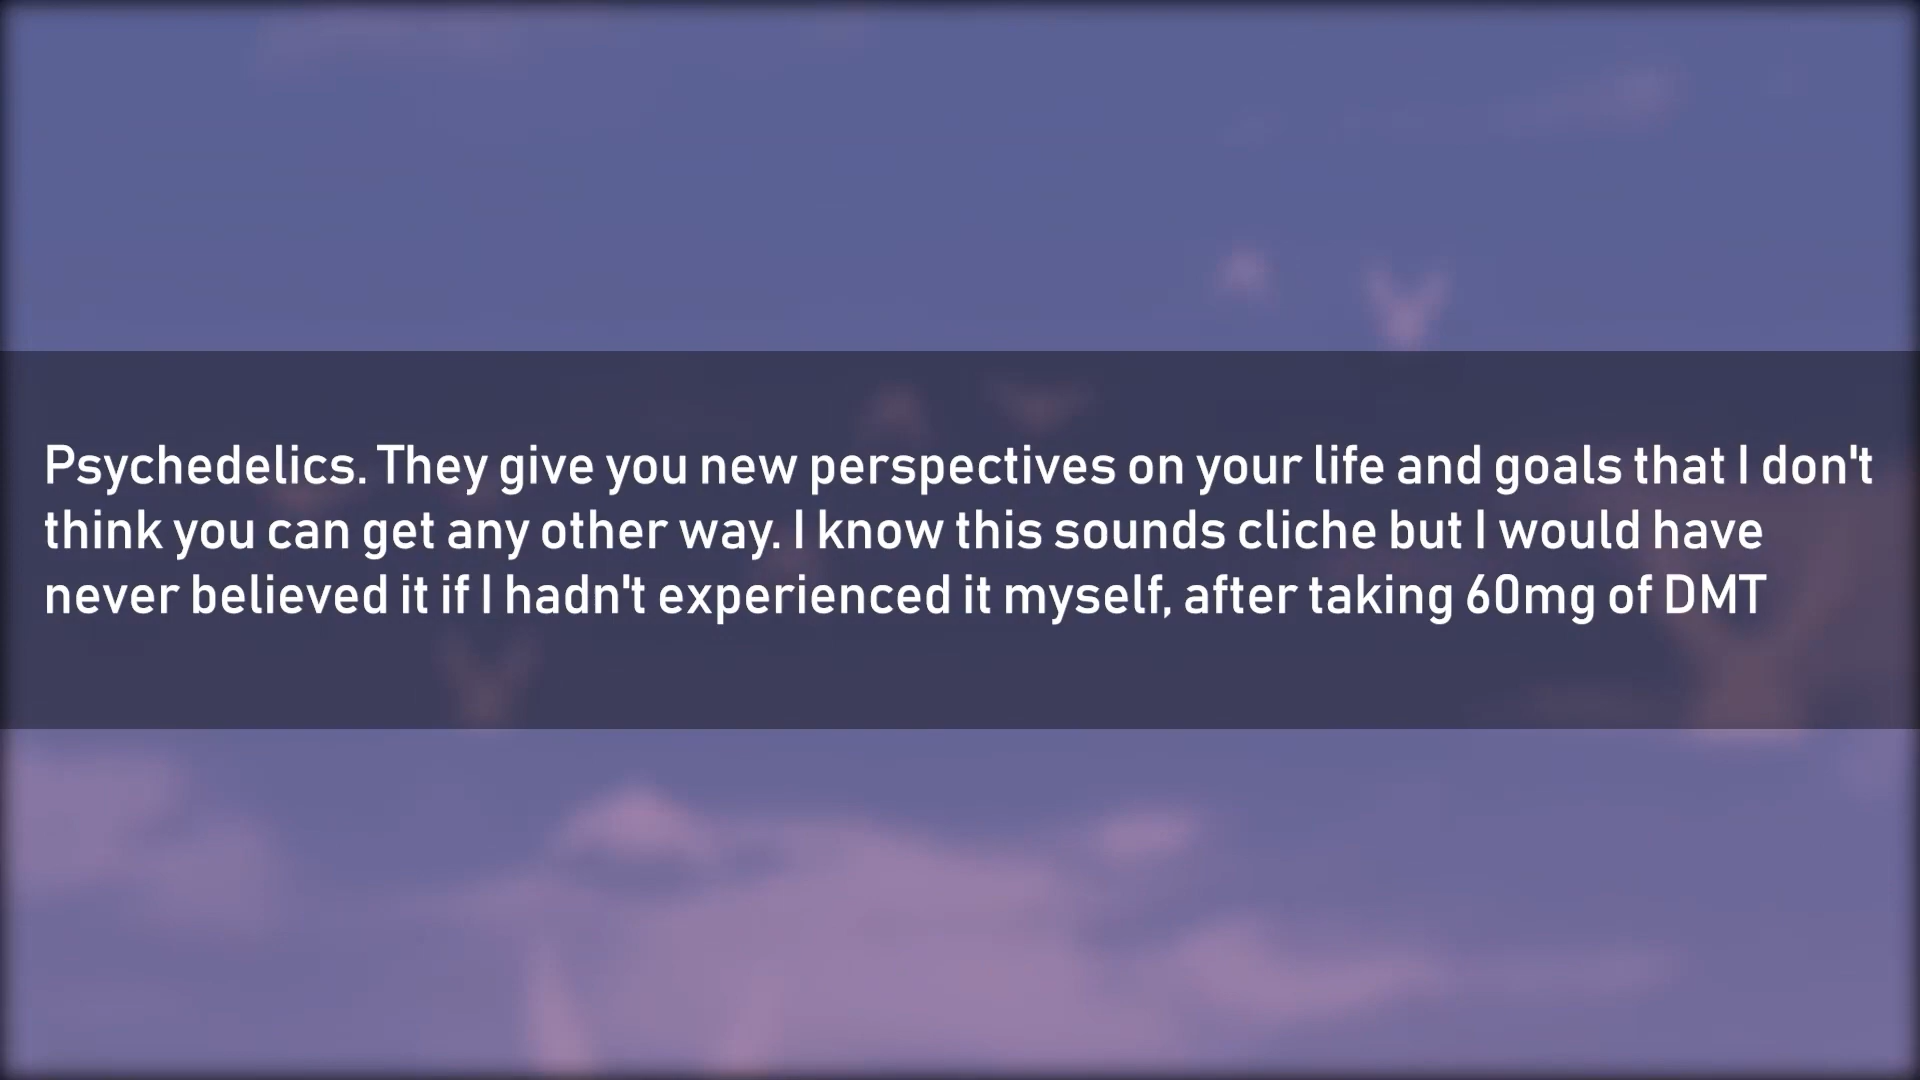 Psychedelics. They give you new perspectives on your life and goals that I don't
think you can get any other way. I know this sounds cliche but I would have
never believed it if I hadn't experienced it myself, after taking 60mg of DMT